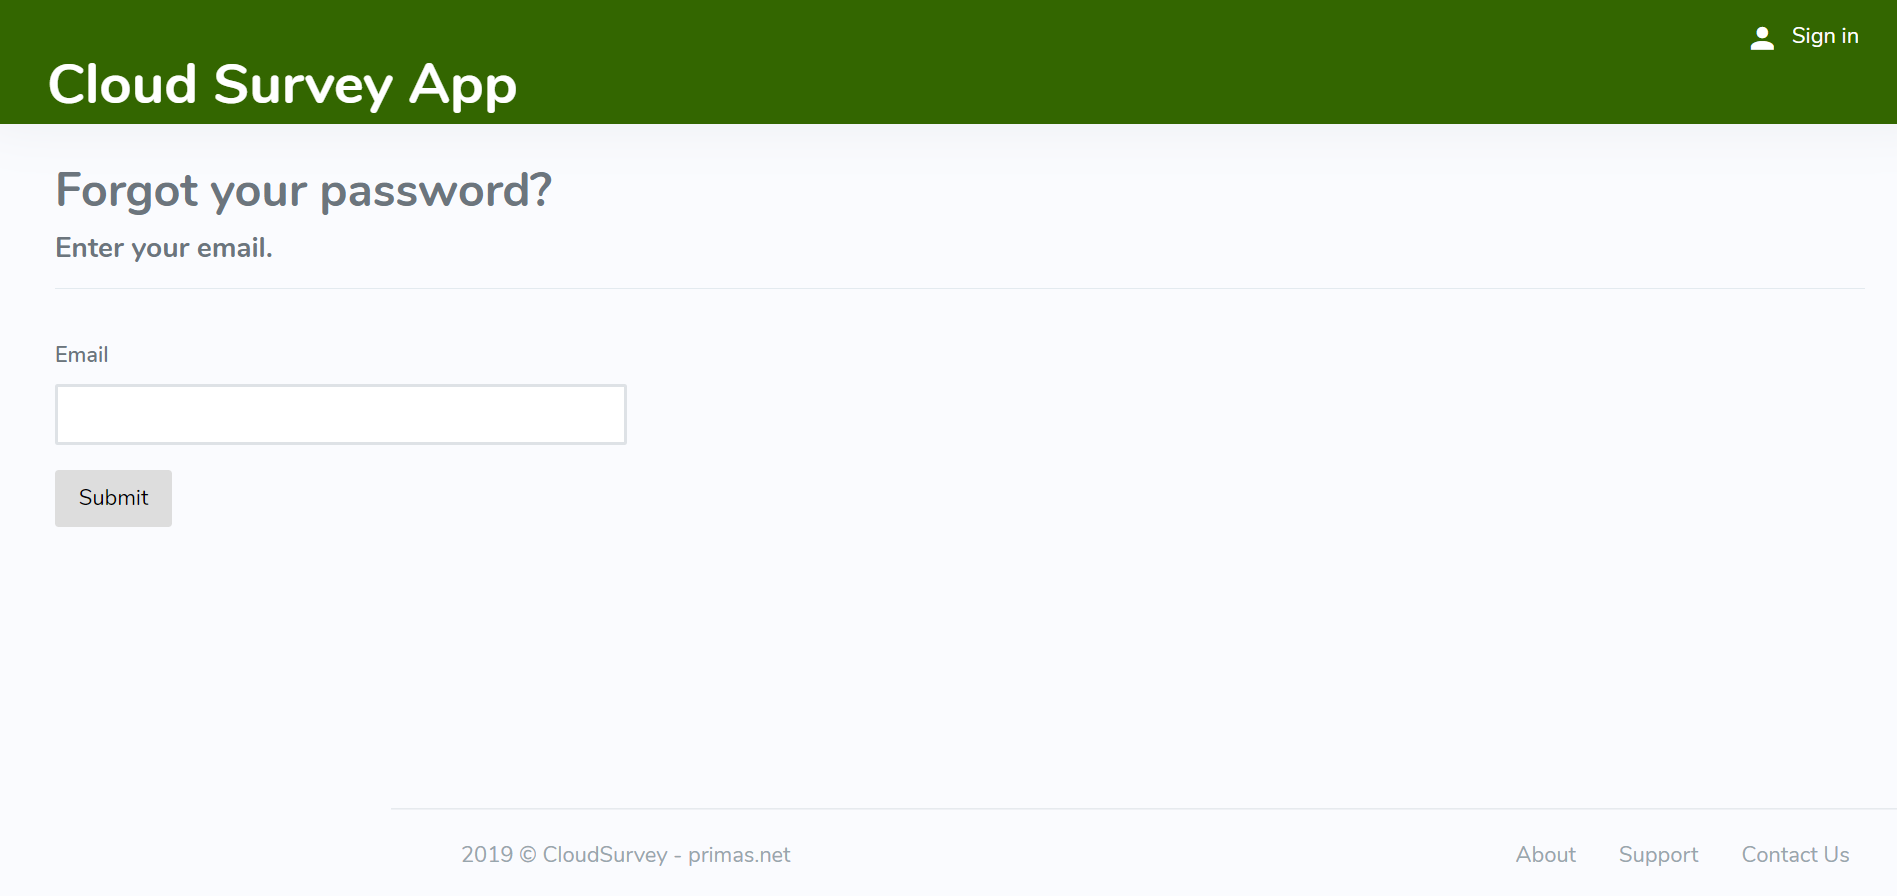 Sign in
Cloud Survey App
Forgot your password?
Enter your email.
Email
Submit
2019 © CloudSurvey - primas.net
About Support Contact Us